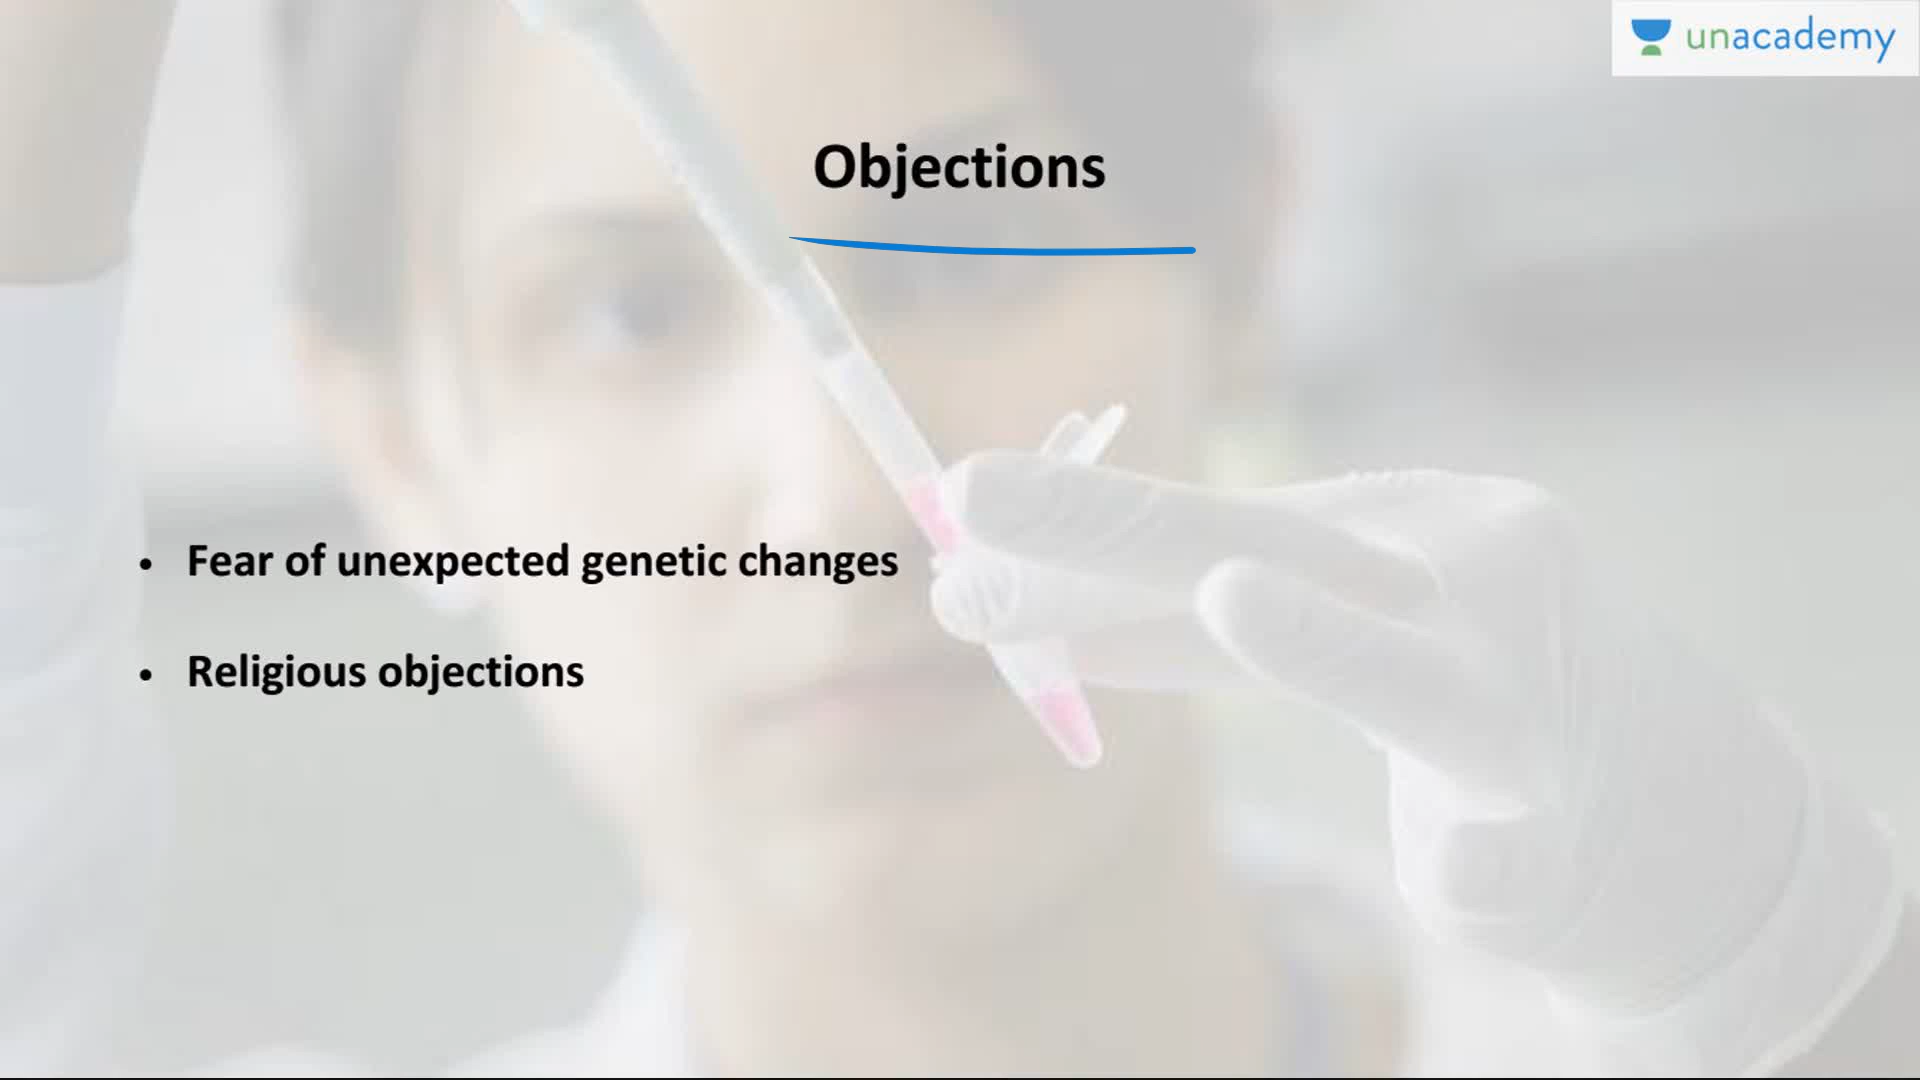 unacademy
Objections
• Fear of unexpected genetic changes
• Religious objections